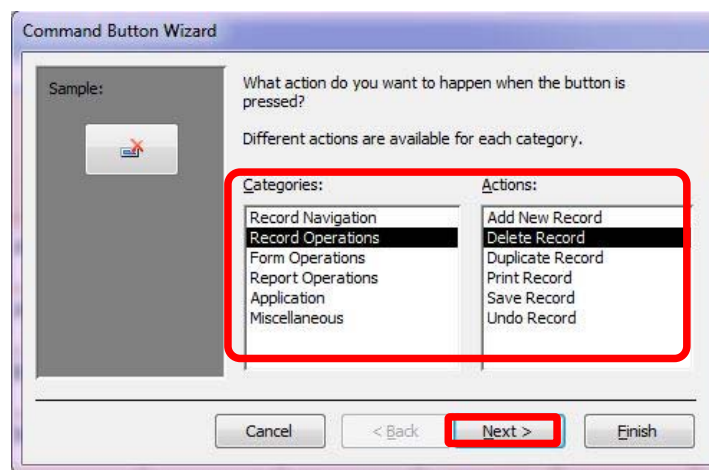 Command Button Wizard
Sample:
What action do you want to happen when the button is
pressed?
Different actions are available for each category.
Categories:
Record Navigation
Record Operations
Form Operations
Report Operations
Application
Miscellaneous
Actions:
Add New Record
Delete Record
Duplicate Record
Print Record
Save Record
Undo Record
Cancel
< Back
Next >
Finish